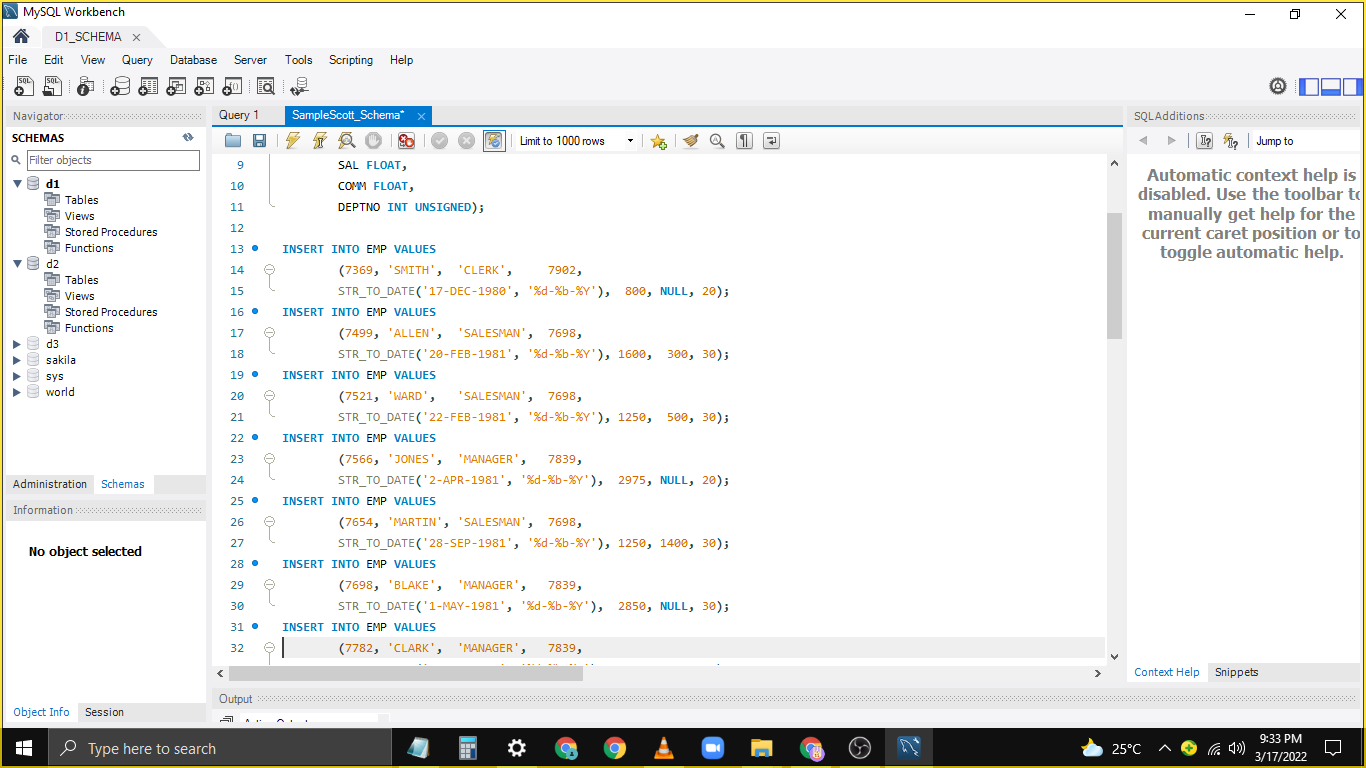 MySQL Workbench
D1_SCHEMA
File Edit View Query Database Server Tools Scripting Help
Navigator
SCHEMAS
Filter objects
d1
Tables
Views
Stored Procedures
Functions
d2
Tables
Views
Stored Procedures
Functions
d3
sakila
sys
world
Administration Schemas
Information
No object selected
Object Info Session
Query 1 SampleScott_Schema*
Limit to 1000 rows
9 SAL FLOAT,
10 COMM FLOAT,
11 DEPTNO INT UNSIGNED);
12
13 INSERT INTO EMP VALUES
14 (7369, 'SMITH', 'CLERK', 7902,
15 STR_TO_DATE('17-DEC-1980', '%d-%b-%Y'), 800, NULL, 20);
16 INSERT INTO EMP VALUES
17 (7499, 'ALLEN', 'SALESMAN', 7698,
18 STR_TO_DATE('20-FEB-1981', '%d-%b-%Y'), 1600, 300, 30);
19 INSERT INTO EMP VALUES
20 (7521, 'WARD', 'SALESMAN', 7698,
21 STR_TO_DATE('22-FEB-1981', '%d-%b-%Y'), 1250, 500, 30);
22 INSERT INTO EMP VALUES
23 (7566, 'JONES', 'MANAGER', 7839,
24 STR_TO_DATE('2-APR-1981', '%d-%b-%Y'), 2975, NULL, 20);
25 INSERT INTO EMP VALUES
26 (7654, 'MARTIN', 'SALESMAN', 7698,
27 STR_TO_DATE('28-SEP-1981', '%d-%b-%Y'), 1250, 1400, 30);
28 INSERT INTO EMP VALUES
29 (7698, 'BLAKE', 'MANAGER', 7839,
30 STR_TO_DATE('1-MAY-1981', '%d-%b-%Y'), 2850, NULL, 30);
31 INSERT INTO EMP VALUES
32 (7782, 'CLARK', 'MANAGER', 7839,
Output
SQLAdditions
Jump to
Automatic context help is
disabled. Use the toolbar to
manually get help for the
current caret position or to
toggle automatic help.
Context Help Snippets
Type here to search
25°C
9:33 PM
3/17/2022